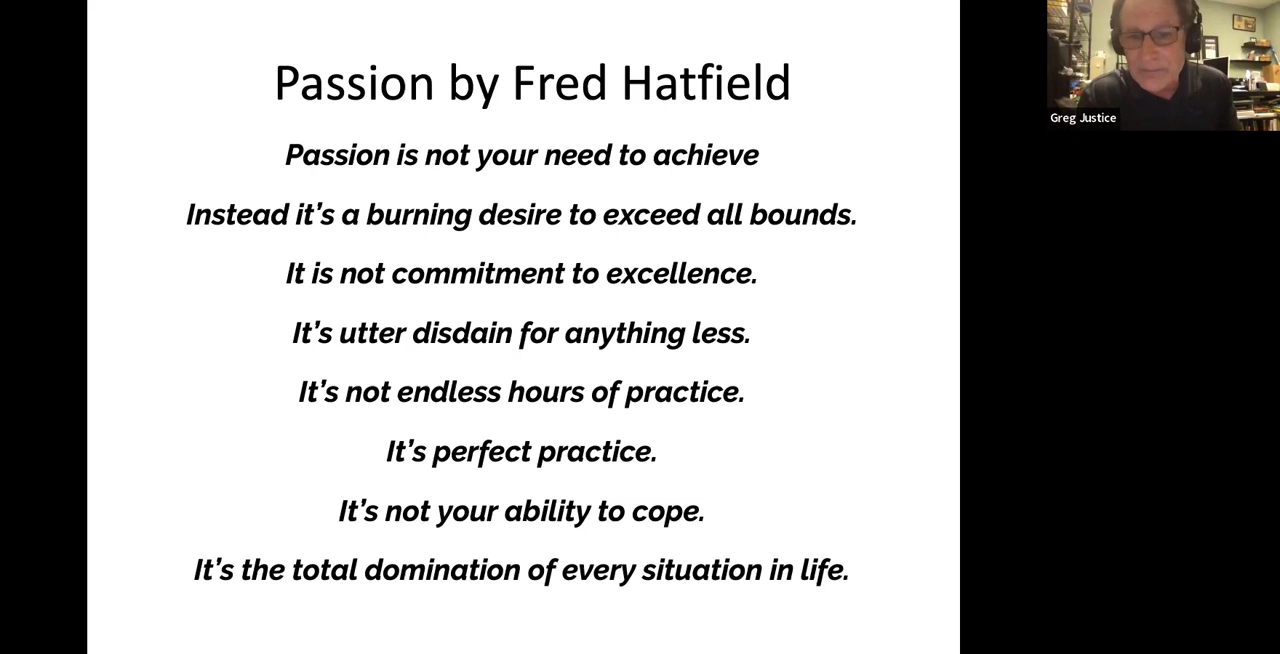 Passion by Fred Hatfield
Passion is not your need to achieve
Instead it’s a burning desire to exceed all bounds.
It is not commitment to excellence.
It’s utter disdain for anything less.
It’s not endless hours of practice.
It’s perfect practice.
It’s not your ability to cope.
It’s the total domination of every situation in life.
Greg Justice